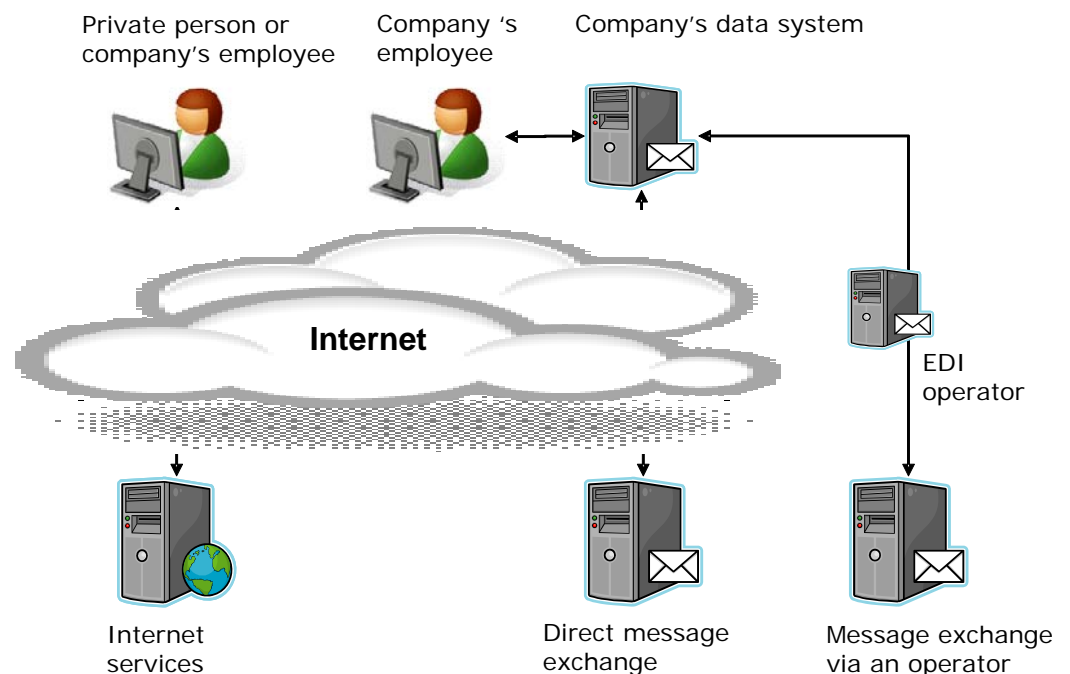 Private person or
company's employee
Company 's
employee
Company's data system
Internet
EDI
operator
Internet
services
Direct message
exchange
Message exchange
via an operator